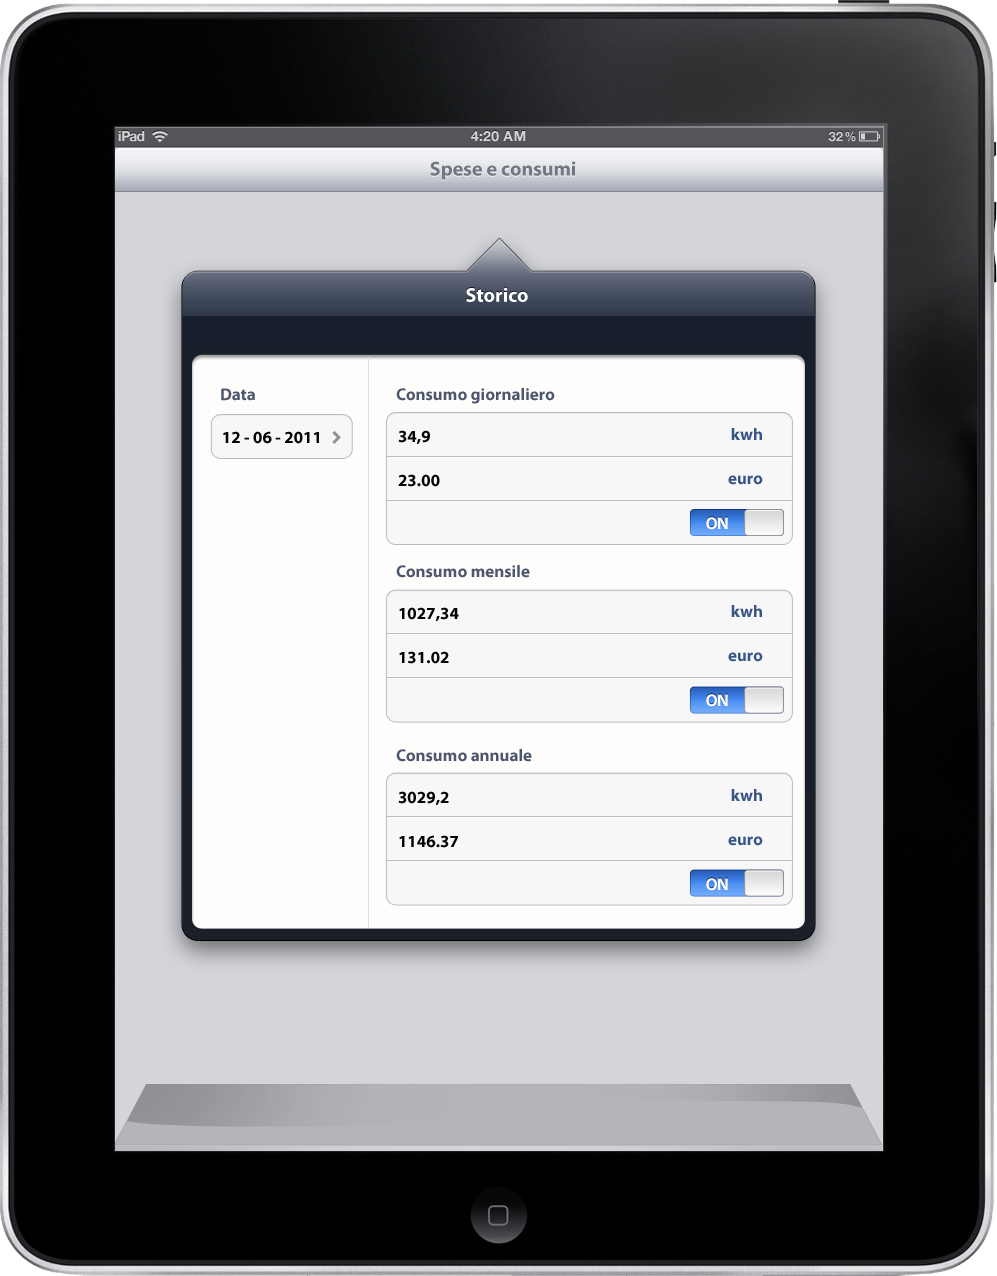 iPad 4:20 AM 32%
Spese e consumi
Storico
Data
12 - 06 - 2011
Consumo giornaliero
34,9 kwh
23.00 euro
ON
Consumo mensile
1027,34 kwh
131.02 euro
ON
Consumo annuale
3029,2 kwh
1146.37 euro
ON